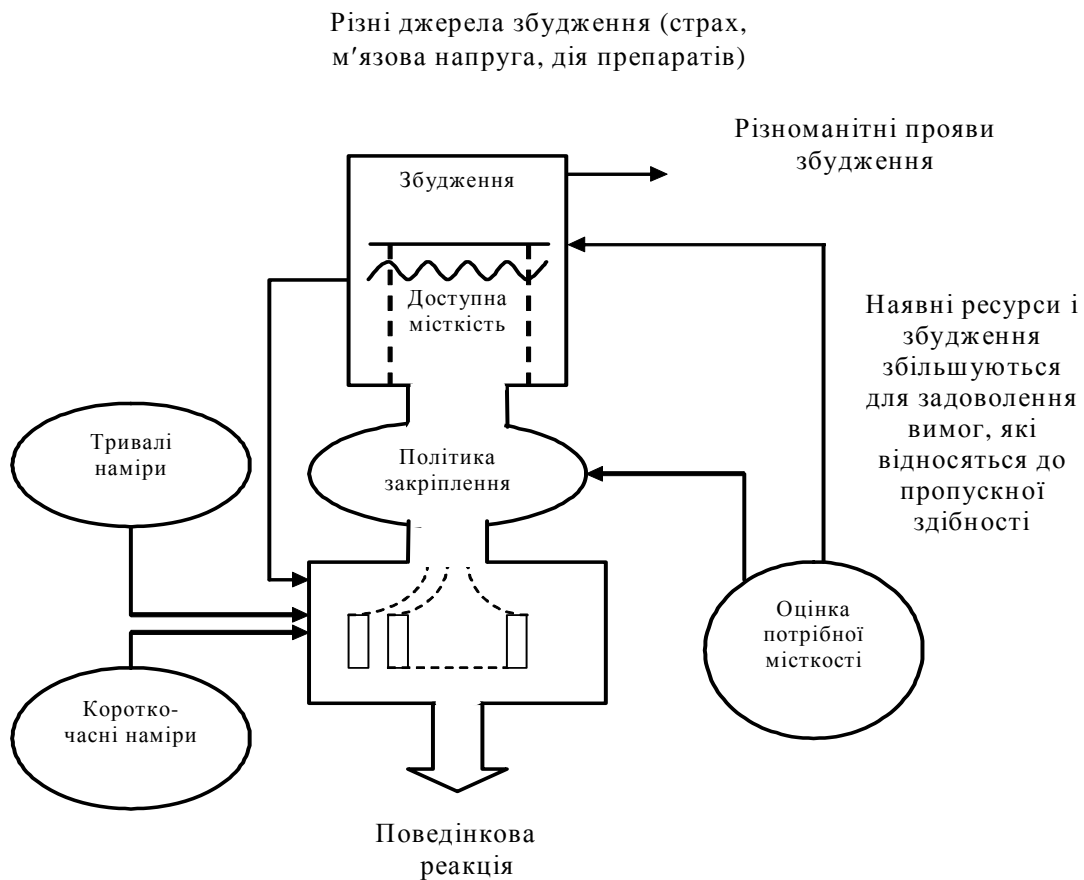 Різні джерела збудження (страх,
м′язова напруга, дія препаратів)
Різноманітні прояви
збудження
Збудження
Доступна
місткість
Наявні ресурси і
збудження
збільшуються
для задоволення
вимог, які
відносяться до
пропускної
здібності
Тривалі
наміри
Політика
закріплення
Оцінка
потрібної
місткості
Коротко-
часні наміри
Поведінкова
реакція